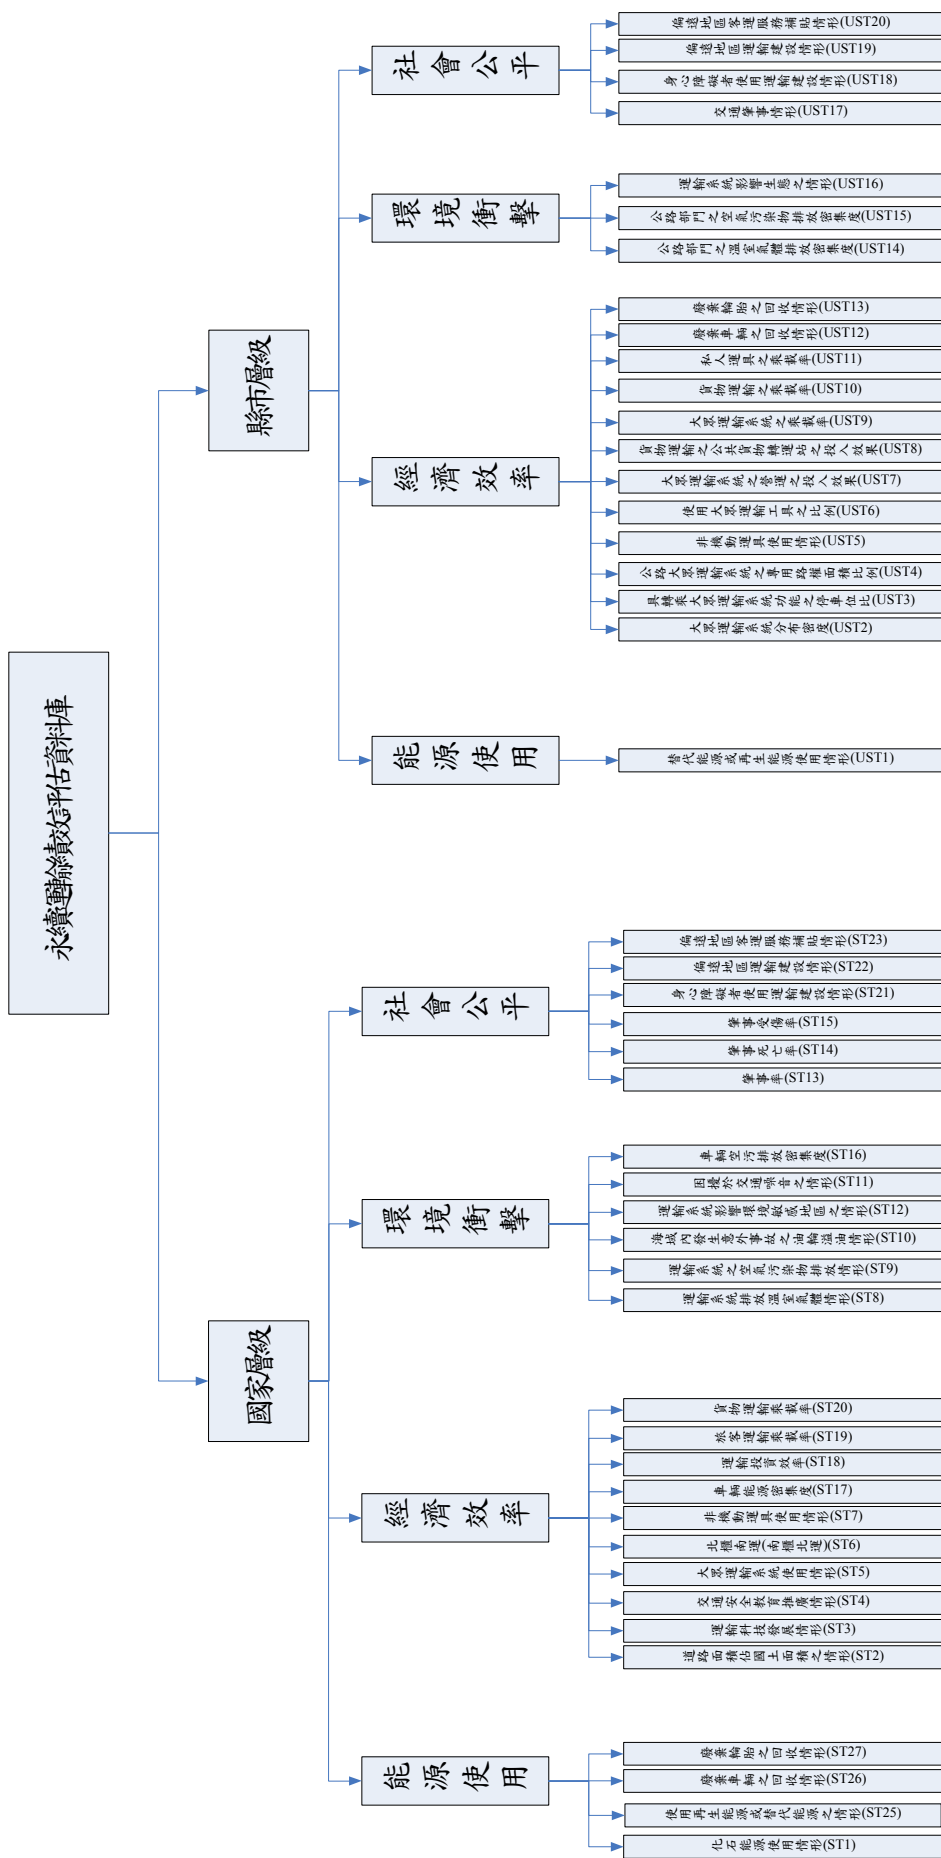 永續運輸績效評估資料庫
國家層級
縣市層級
能源使用
經濟效率
環境衝擊
社會公平
能源使用
經濟效率
環境衝擊
社會公平
化石能源使用情形(ST1)
使用再生能源或替代能源之情形(ST25)
廢棄車輛之回收情形(ST26)
廢棄輪胎之回收情形(ST27)
道路面積佔國土面積之情形(ST2)
運輸科技發展情形(ST3)
交通安全教育推廣情形(ST4)
大眾運輸系統使用情形(ST5)
北櫃南運(南櫃北運)(ST6)
非機動運具使用情形(ST7)
車輛能源密集度(ST17)
運輸投資效率(ST18)
旅客運輸乘載率(ST19)
貨物運輸乘載率(ST20)
運輸系統排放溫室氣體情形(ST8)
運輸系統之空氣污染物排放情形(ST9)
海域內發生意外事故之油輪溢油情形(ST10)
運輸系統影響環境敏感地區之情形(ST12)
困擾於交通噪音之情形(ST11)
車輛空污排放密集度(ST16)
肇事率(ST13)
肇事死亡率(ST14)
肇事受傷率(ST15)
身心障礙者使用運輸建設情形(ST21)
偏遠地區運輸建設情形(ST22)
偏遠地區客運服務補貼情形(ST23)
替代能源或再生能源使用情形(UST1)
大眾運輸系統分布密度(UST2)
具轉乘大眾運輸系統功能之停車位比(UST3)
公路大眾運輸系統之專用路權面積比例(UST4)
非機動運具使用情形(UST5)
使用大眾運輸工具之比例(UST6)
大眾運輸系統之營運之投入效果(UST7)
貨物運輸之公共貨物轉運站之投入效果(UST8)
大眾運輸系統之乘載率(UST9)
貨物運輸之乘載率(UST10)
私人運具之乘載率(UST11)
廢棄車輛之回收情形(UST12)
廢棄輪胎之回收情形(UST13)
公路部門之溫室氣體排放密集度(UST14)
公路部門之空氣污染物排放密集度(UST15)
運輸系統影響生態之情形(UST16)
交通肇事情形(UST17)
身心障礙者使用運輸建設情形(UST18)
偏遠地區運輸建設情形(UST19)
偏遠地區客運服務補貼情形(UST20)